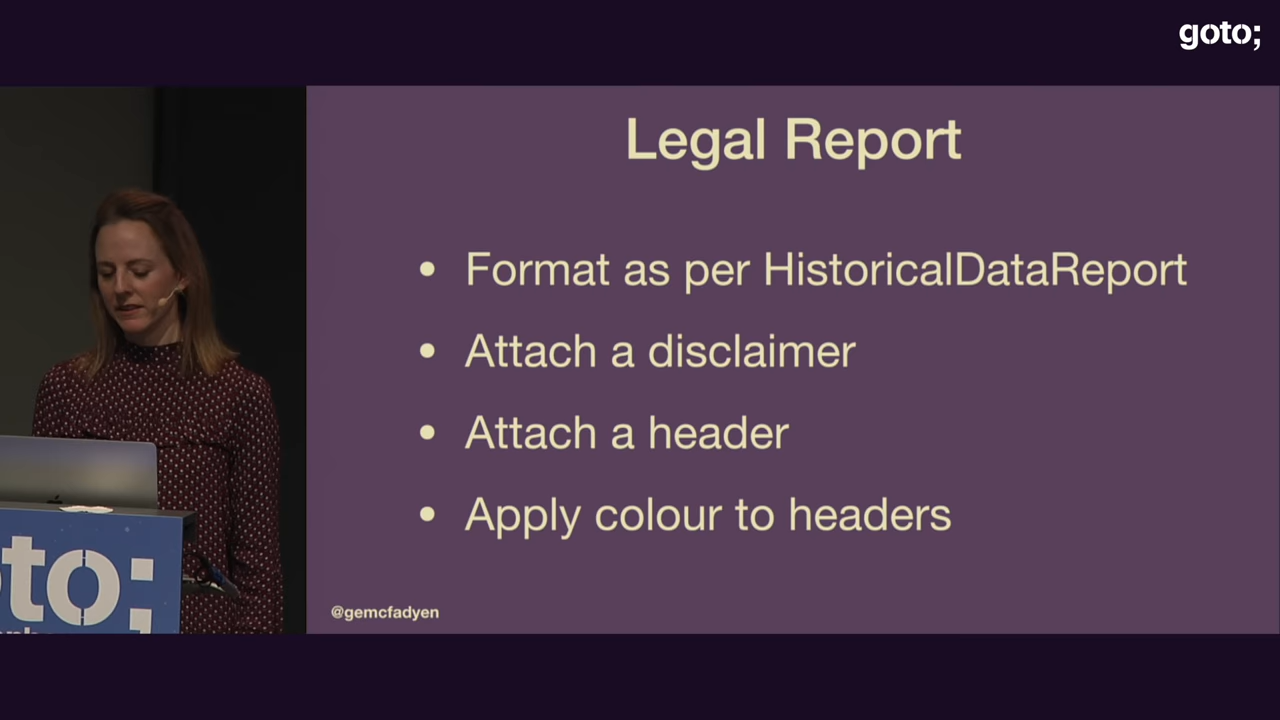 goto;
Legal Report
• Format as per HistoricalDataReport
• Attach a disclaimer
• Attach a header
• Apply colour to headers
@gemcfadyen
to;